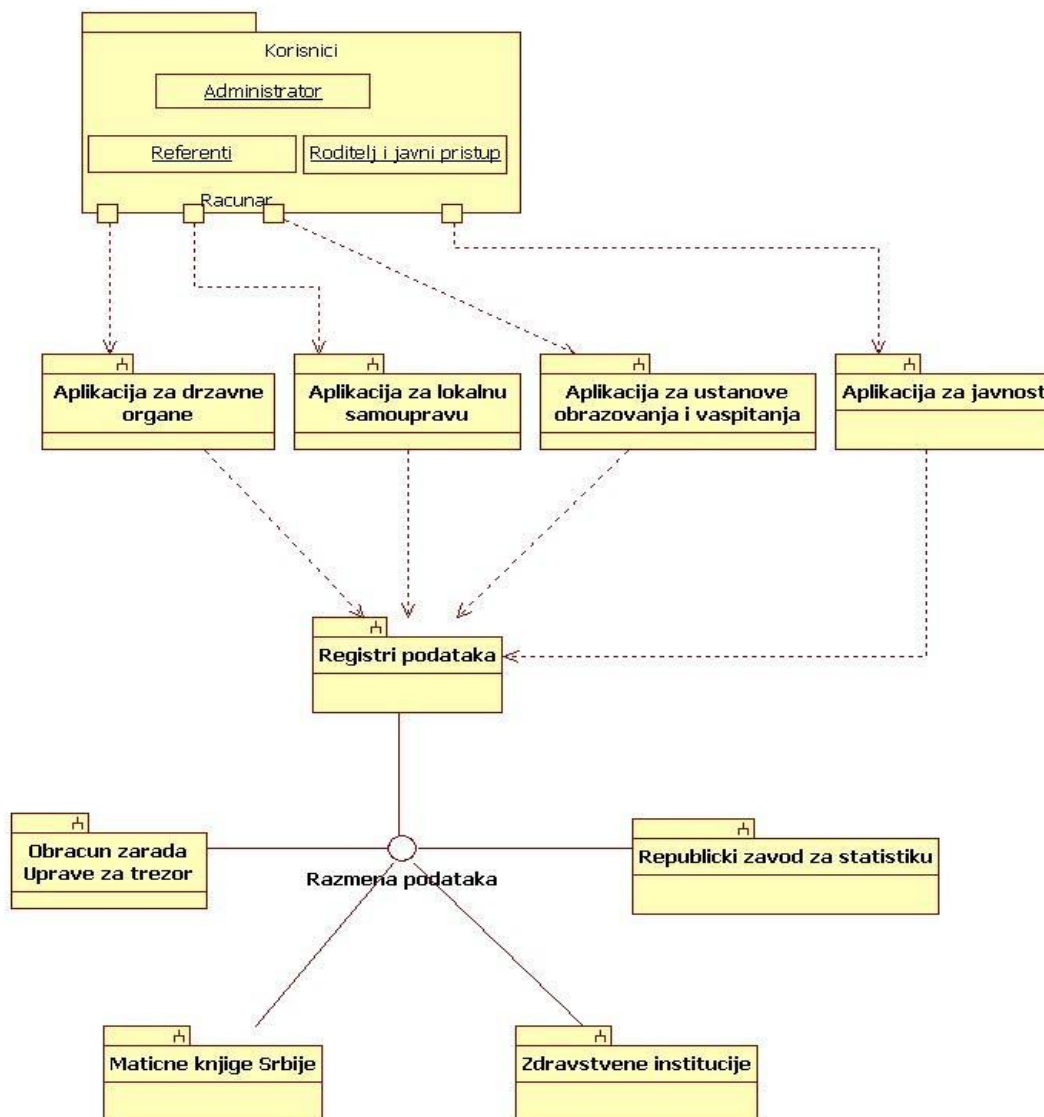 Korisnici
Administrator
Referenti
Roditelj i javni pristup
Racunar
Aplikacija za drzavne
organe
Aplikacija za lokalnu
samoupravu
Aplikacija za ustanove
obrazovanja i vaspitanja
Aplikacija za javnost
Registri podataka
Obracun zarada
Uprave za trezor
Razmena podataka
Republicki zavod za statistiku
Maticne knjige Srbije
Zdravstvene institucije